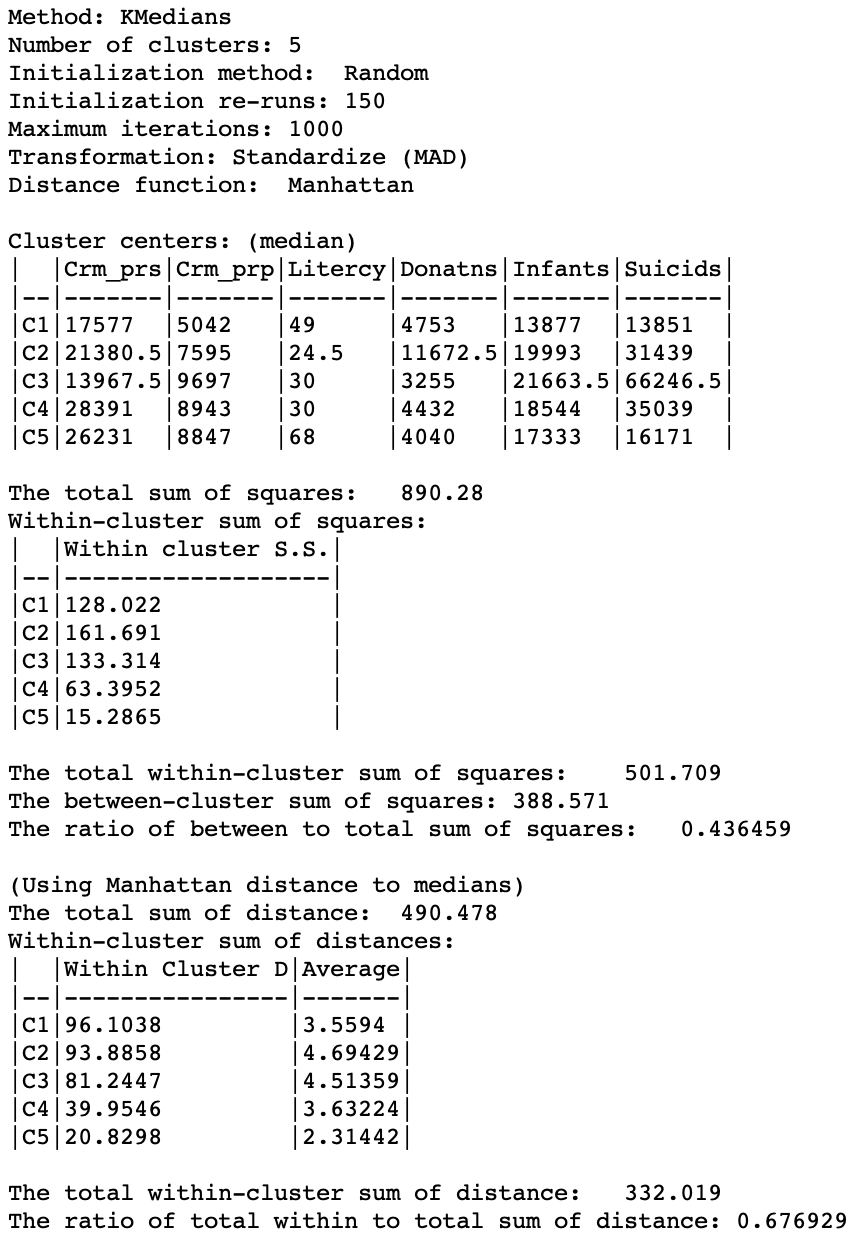 Method: KMedians
Number of clusters: 5
Initialization method:  Random
Initialization re-runs: 150
Maximum iterations: 1000
Transformation: Standardize (MAD)
Distance function:  Manhattan

Cluster centers: (median)
|  |Crm_prs|Crm_prp|Litercy|Donatns|Infants|Suicids|
|--|-------|-------|-------|-------|-------|-------|
|C1|17577  |5042   |49     |4753   |13877  |13851  |
|C2|21380.5|7595   |24.5   |11672.5|19993  |31439  |
|C3|13967.5|9697   |30     |3255   |21663.5|66246.5|
|C4|28391  |8943   |30     |4432   |18544  |35039  |
|C5|26231  |8847   |68     |4040   |17333  |16171  |

The total sum of squares:   890.28
Within-cluster sum of squares:
|  |Within cluster S.S.|
|--|-------------------|
|C1|128.022            |
|C2|161.691            |
|C3|133.314            |
|C4|63.3952            |
|C5|15.2865            |

The total within-cluster sum of squares:    501.709
The between-cluster sum of squares: 388.571
The ratio of between to total sum of squares:   0.436459

(Using Manhattan distance to medians)
The total sum of distance:  490.478
Within-cluster sum of distances:
|  |Within Cluster D|Average|
|--|----------------|-------|
|C1|96.1038         |3.5594 |
|C2|93.8858         |4.69429|
|C3|81.2447         |4.51359|
|C4|39.9546         |3.63224|
|C5|20.8298         |2.31442|

The total within-cluster sum of distance:   332.019
The ratio of total within to total sum of distance: 0.676929